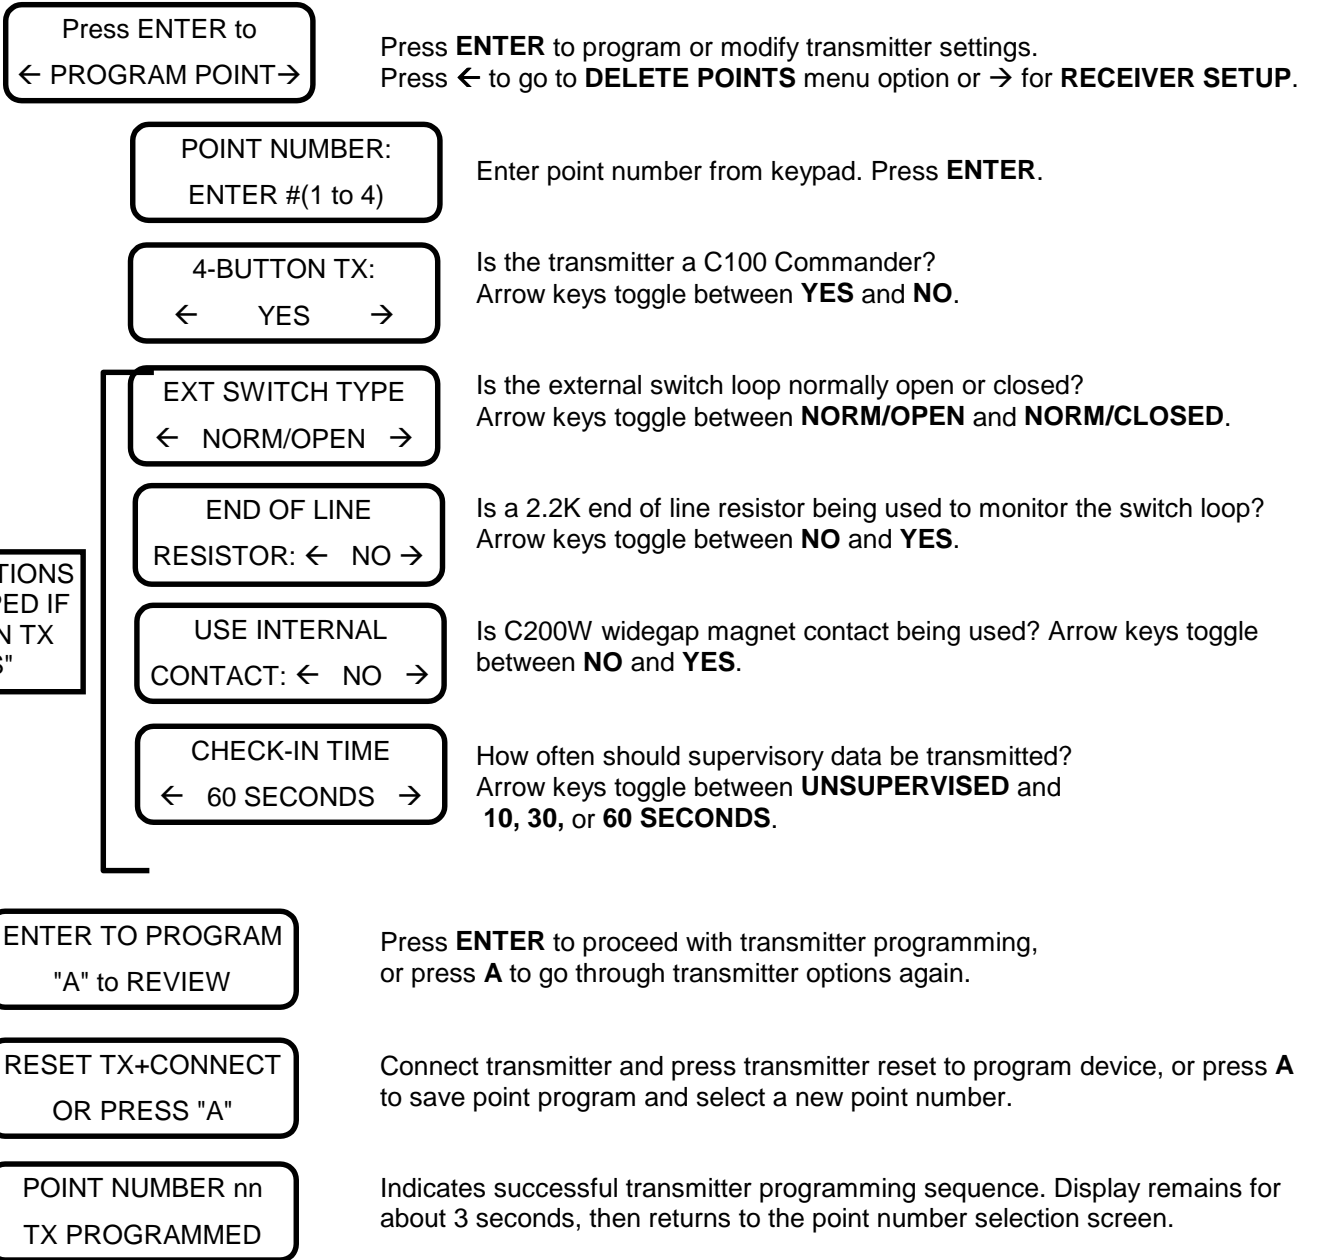 Press ENTER to
← PROGRAM POINT→
Press ENTER to program or modify transmitter settings.
Press ← to go to DELETE POINTS menu option or → for RECEIVER SETUP.
POINT NUMBER:
ENTER #(1 to 4)
Enter point number from keypad. Press ENTER.
4-BUTTON TX:
← YES →
Is the transmitter a C100 Commander?
Arrow keys toggle between YES and NO.
EXT SWITCH TYPE
← NORM/OPEN →
Is the external switch loop normally open or closed?
Arrow keys toggle between NORM/OPEN and NORM/CLOSED.
END OF LINE
RESISTOR: ← NO →
Is a 2.2K end of line resistor being used to monitor the switch loop?
Arrow keys toggle between NO and YES.
IF
TX
USE INTERNAL
CONTACT: ← NO →
Is C200W widegap magnet contact being used? Arrow keys toggle
between NO and YES.
CHECK-IN TIME
← 60 SECONDS →
How often should supervisory data be transmitted?
Arrow keys toggle between UNSUPERVISED and
10, 30, or 60 SECONDS.
ENTER TO PROGRAM
"A" to REVIEW
Press ENTER to proceed with transmitter programming,
or press A to go through transmitter options again.
RESET TX+CONNECT
OR PRESS "A"
Connect transmitter and press transmitter reset to program device, or press A
to save point program and select a new point number.
POINT NUMBER nn
TX PROGRAMMED
Indicates successful transmitter programming sequence. Display remains for
about 3 seconds, then returns to the point number selection screen.